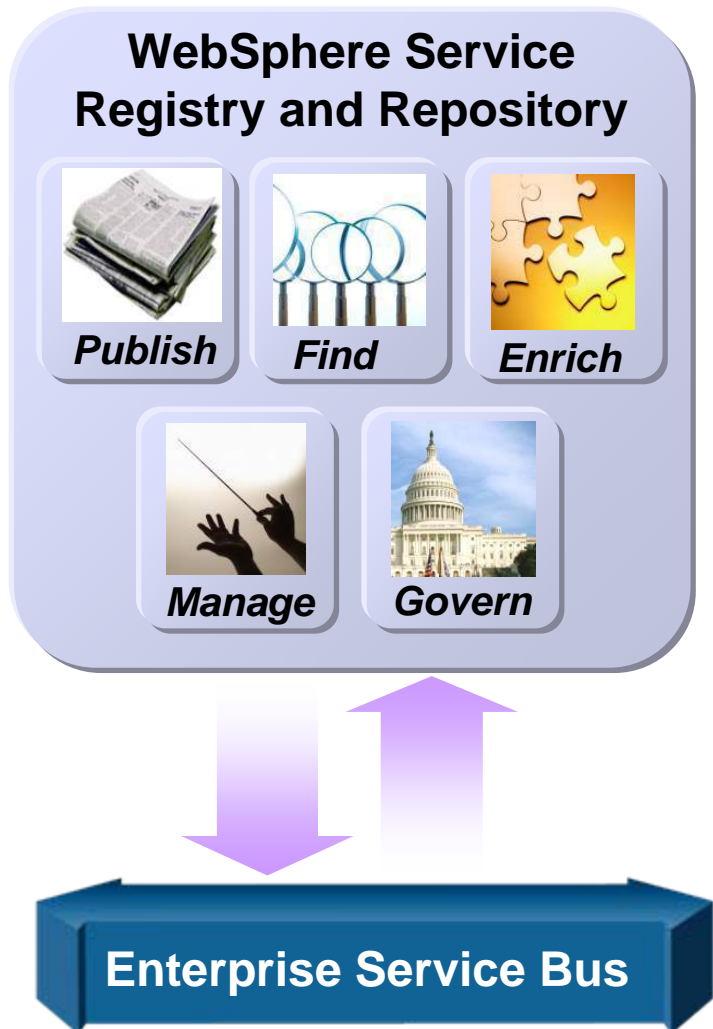 WebSphere Service
Registry and Repository
Publish
Find
Enrich
Manage
Govern
Enterprise Service Bus